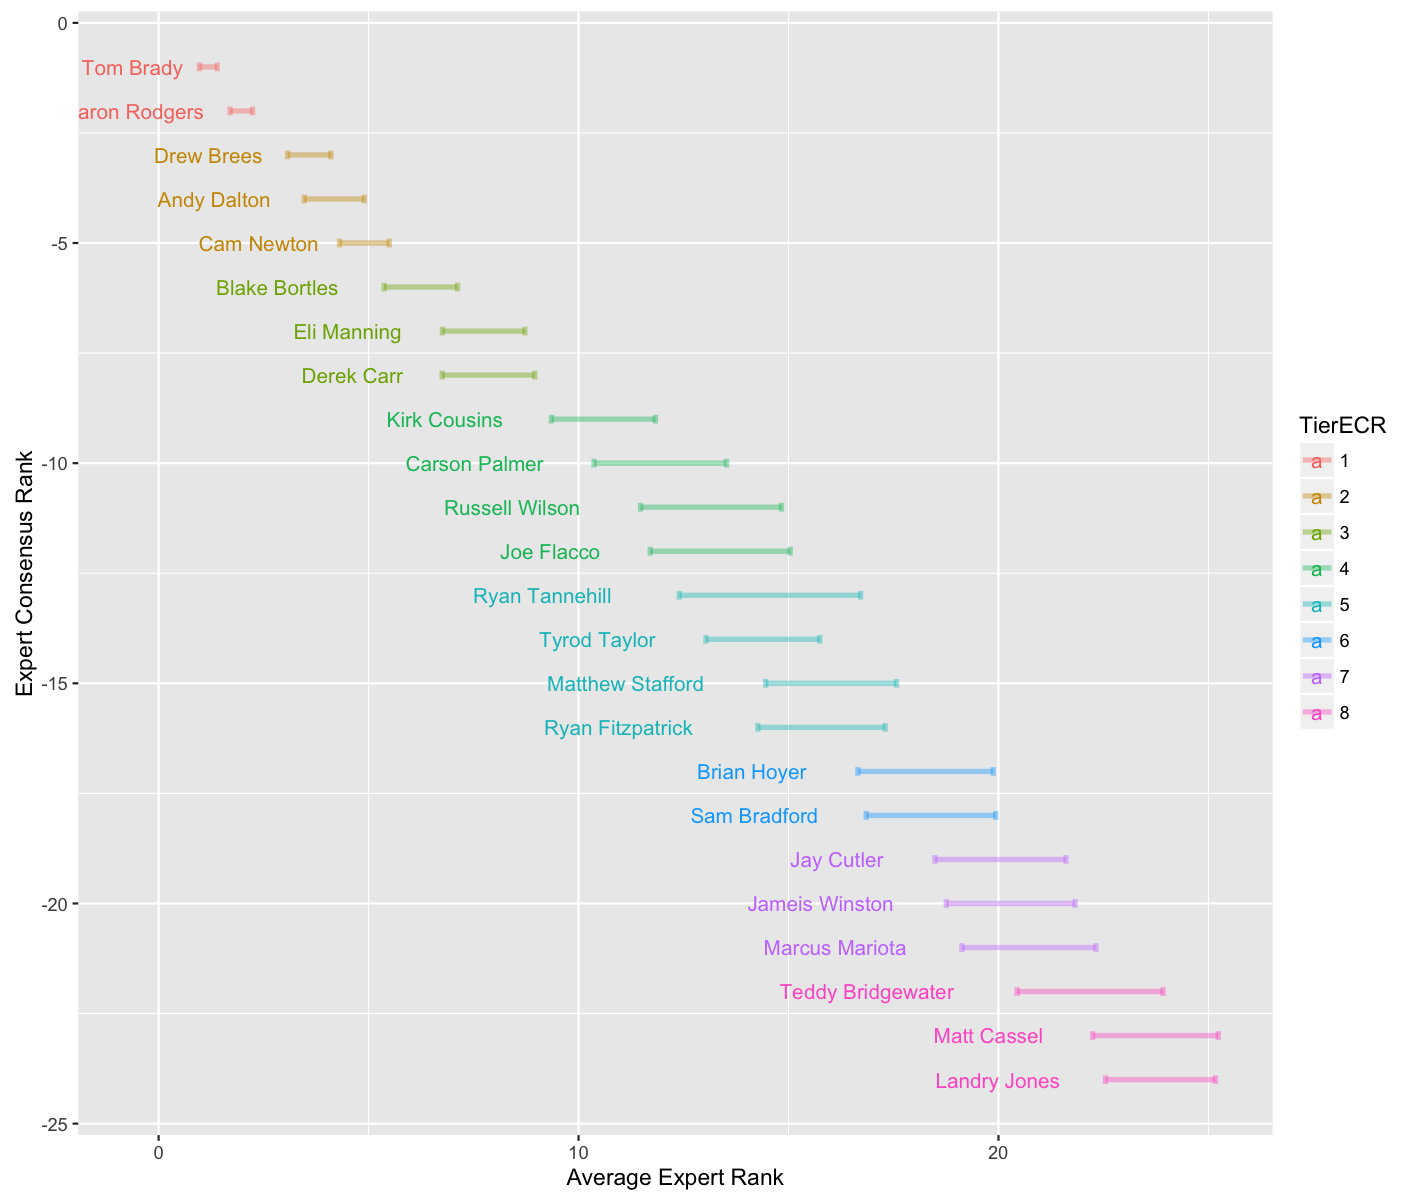 0
Tom Brady
aron Rodgers
Drew Brees
Andy Dalton
-5
Cam Newton
Blake Bortles
Eli Manning
Derek Carr
Kirk Cousins
-10
Carson Palmer
Russell Wilson
Joe Flacco
Ryan Tannehill
Tyrod Taylor
-15
Matthew Stafford
Ryan Fitzpatrick
Brian Hoyer
Sam Bradford
Jay Cutler
-20
Jameis Winston
Marcus Mariota
Teddy Bridgewater
Matt Cassel
Landry Jones
-25
0 10 20
Average Expert Rank
Expert Consensus Rank
TierECR
a 1
a 2
a 3
a 4
a 5
a 6
a 7
a 8